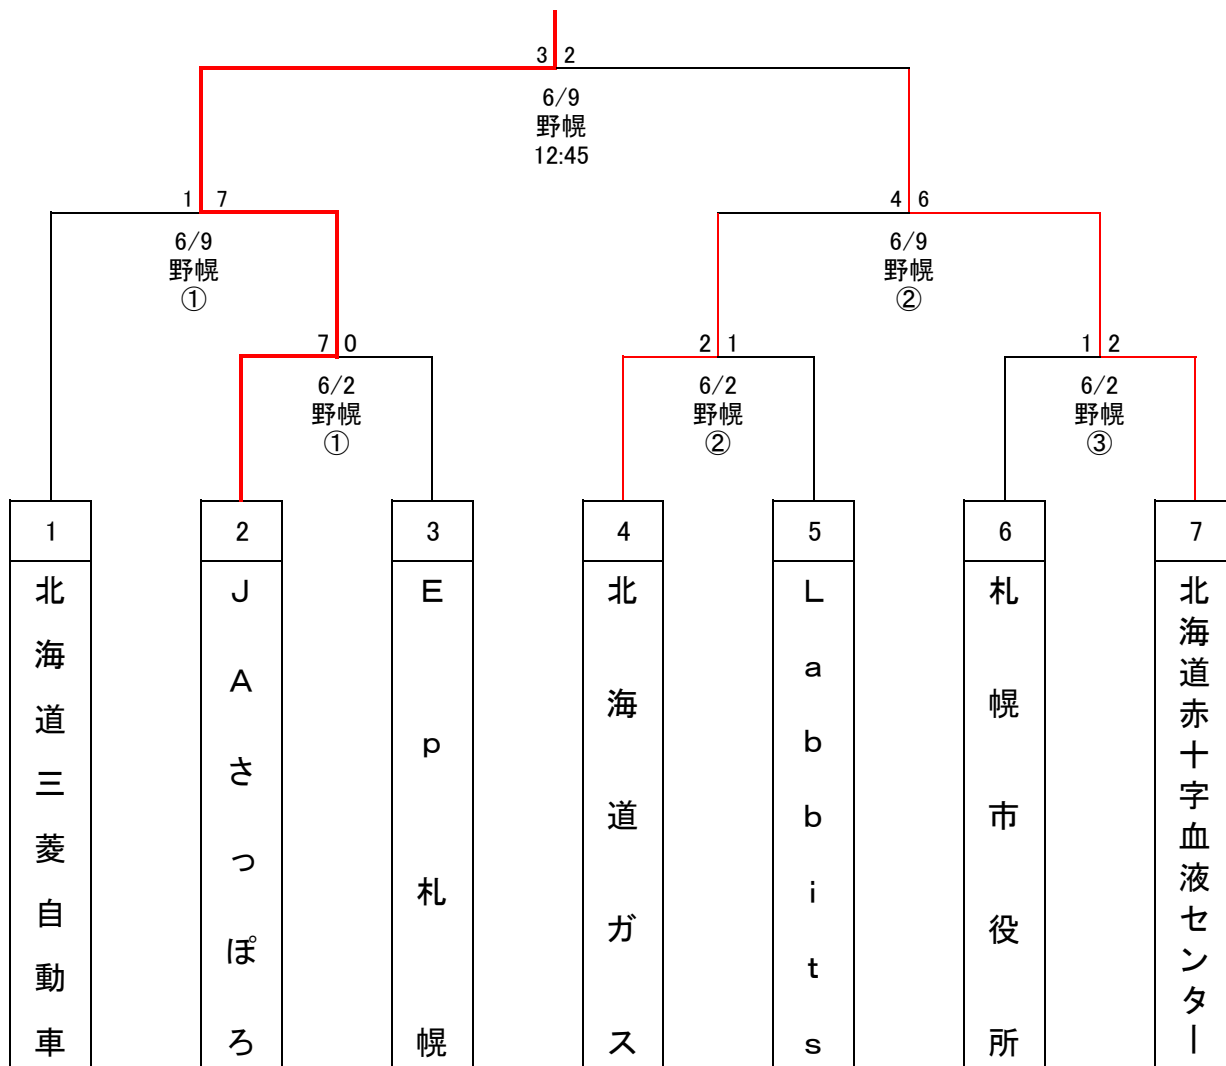 3 2
6/9
野幌
12:45
1 7
6/9
野幌
①
4 6
6/9
野幌
②
7 0
6/2
野幌
①
2 1
6/2
野幌
②
1 2
6/2
野幌
③
1
北海道三菱自動車
2
JAさっぽろ
3
Ep札幌
4
北海道ガス
5
Labbits
6
札幌市役所
7
北海道赤十字血液センター